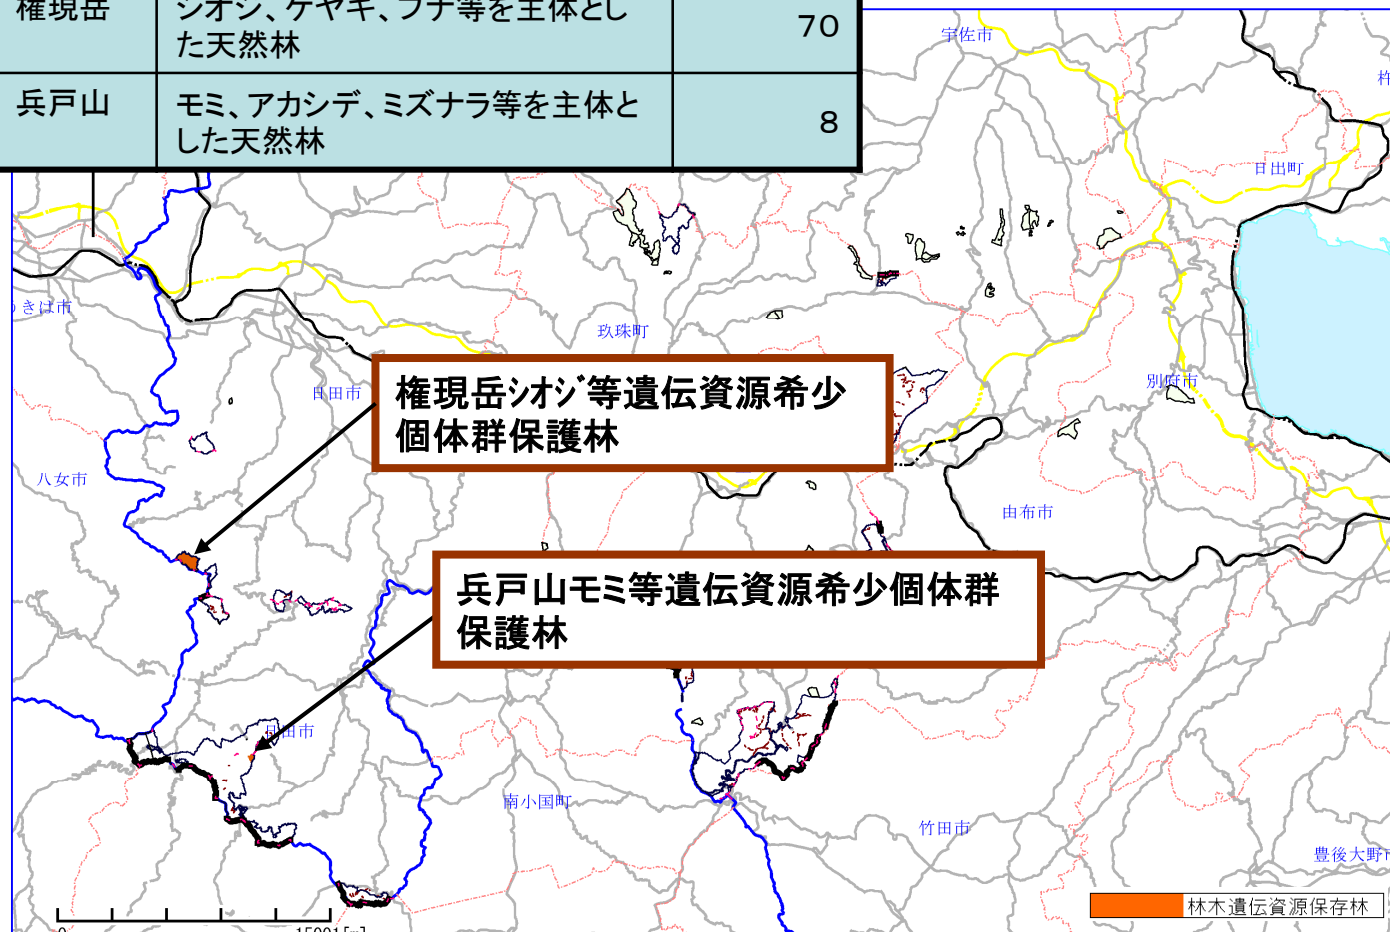 権現岳
シオジ、ケヤキ、ブナ等を主体とし
た天然林
70
兵戸山
モミ、アカシデ、ミズナラ等を主体と
した天然林
8
宇佐市
日出町
きは市
玖珠町
日田市
別府市
権現岳ｼｵｼﾞ等遺伝資源希少
個体群保護林
八女市
由布市
兵戸山モミ等遺伝資源希少個体群
保護林
日田市
南小国町
竹田市
豊後大野市
林木遺伝資源保存林